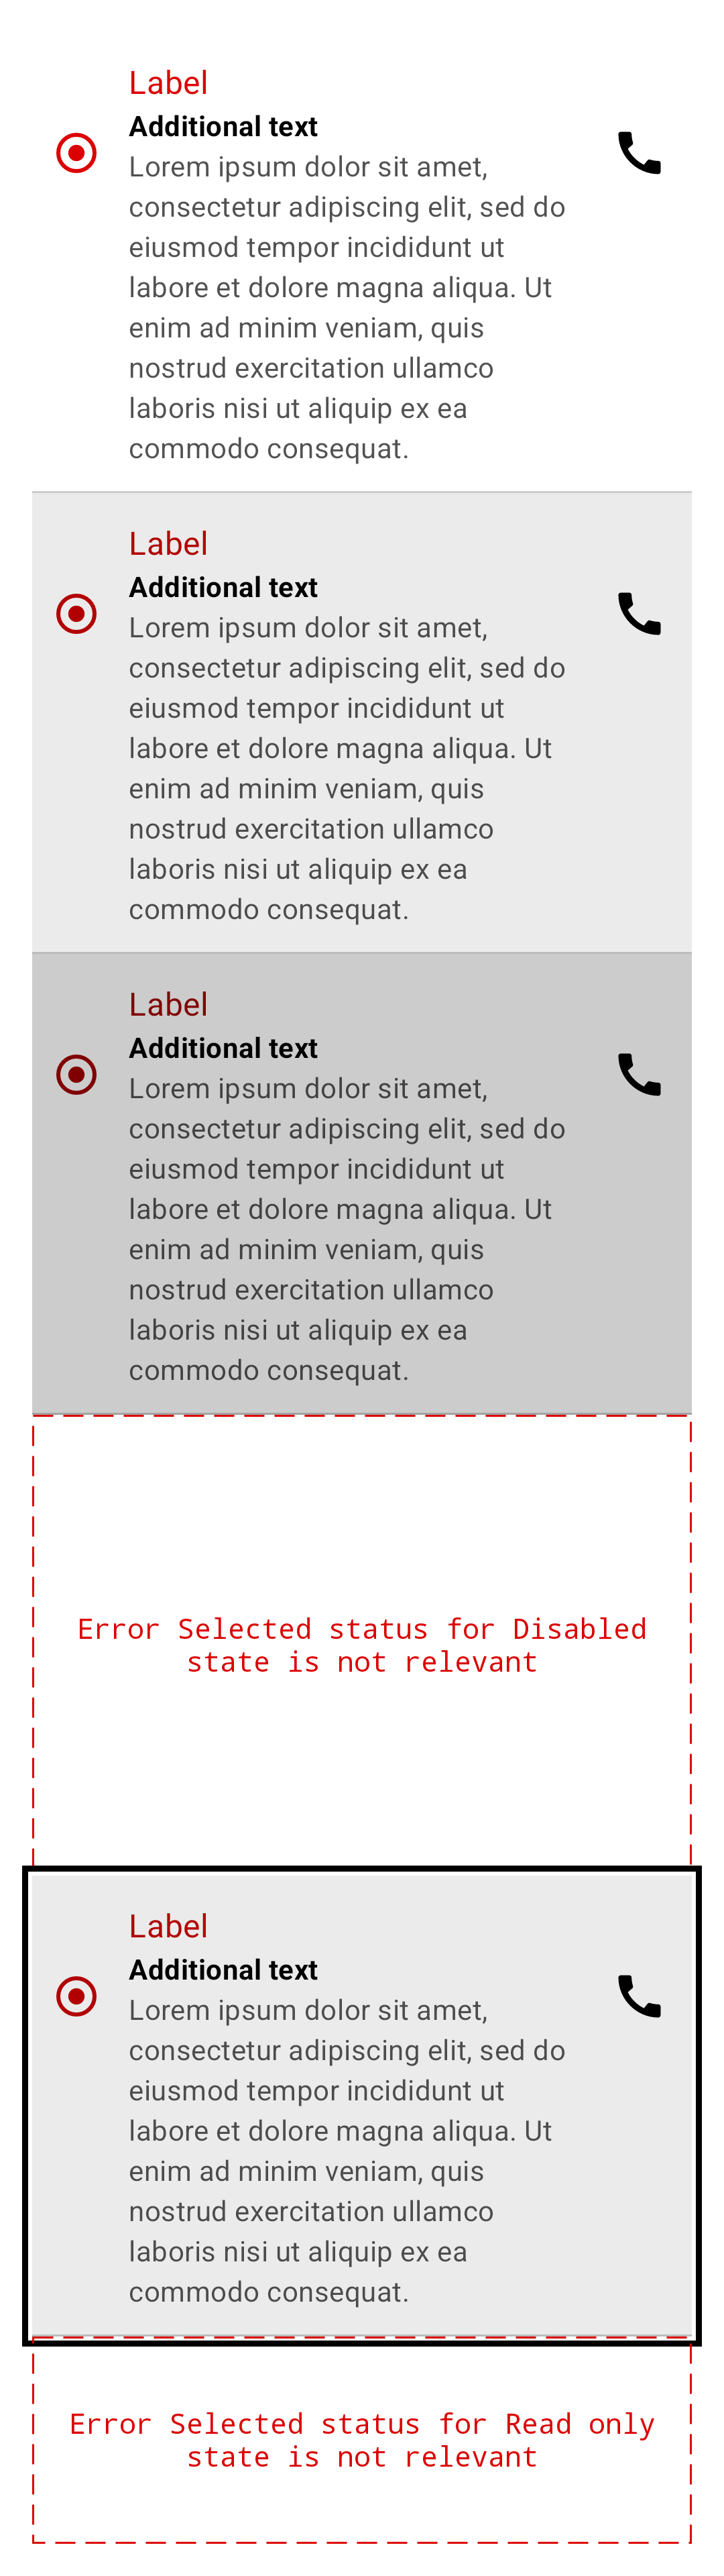 Label
Additional text
Lorem ipsum dolor sit amet,
consectetur adipiscing elit, sed do
eiusmod tempor incididunt ut
labore et dolore magna aliqua. Ut
enim ad minim veniam, quis
nostrud exercitation ullamco
laboris nisi ut aliquip ex ea
commodo consequat.
Label
Additional text
Lorem ipsum dolor sit amet,
consectetur adipiscing elit, sed do
eiusmod tempor incididunt ut
labore et dolore magna aliqua. Ut
enim ad minim veniam, quis
nostrud exercitation ullamco
laboris nisi ut aliquip ex ea
commodo consequat.
Label
Additional text
Lorem ipsum dolor sit amet,
consectetur adipiscing elit, sed do
eiusmod tempor incididunt ut
labore et dolore magna aliqua. Ut
enim ad minim veniam, quis
nostrud exercitation ullamco
laboris nisi ut aliquip ex ea
commodo consequat.
Error Selected status for Disabled
state is not relevant
Label
Additional text
Lorem ipsum dolor sit amet,
consectetur adipiscing elit, sed do
eiusmod tempor incididunt ut
labore et dolore magna aliqua. Ut
enim ad minim veniam, quis
nostrud exercitation ullamco
laboris nisi ut aliquip ex ea
commodo consequat.
Error Selected status for Read only
state is not relevant